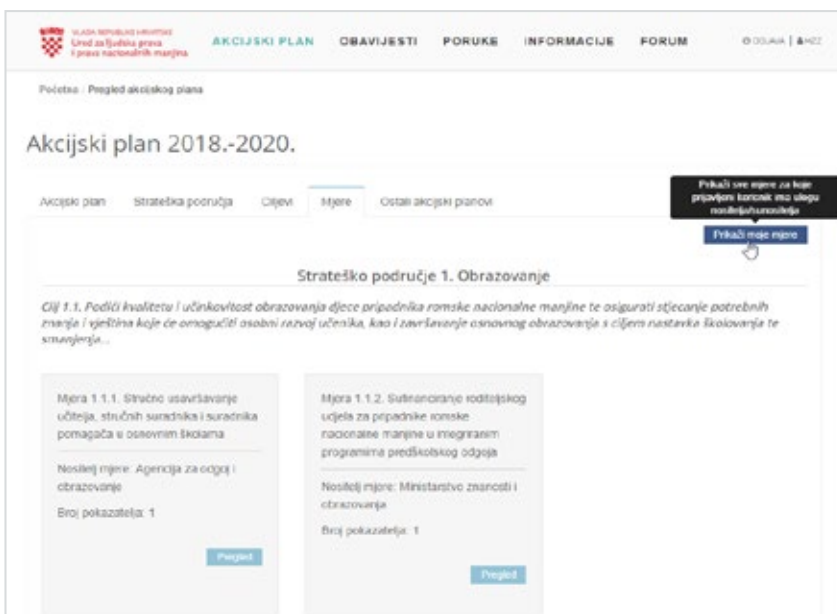 VLADA REPUBLIKE HRVATSKE
Ured za ljudska prava
i prava nacionalnih manjina
AKCIJSKI PLAN OBAVIJESTI PORUKE INFORMACIJE FORUM ODJAVA | HZZ
Početna / Pregled akcijskog plana
Akcijski plan 2018.-2020.
Akcijski plan Strateška područja Ciljevi Mjere Ostali akcijski planovi
Prikaži sve mjere za koje
prijavljeni korisnik ima ulogu
nositelja/sunositelja
Prikaži moje mjere
Strateško područje 1. Obrazovanje
Cilj 1.1. Podići kvalitetu i učinkovitost obrazovanja djece pripadnika romske nacionalne manjine te osigurati stjecanje potrebnih
znanja i vještina koje će omogućiti osobni razvoj učenika, kao i završavanje osnovnog obrazovanja s ciljem nastavka školovanja te
smanjenja...
Mjera 1.1.1. Stručno usavršavanje
učitelja, stručnih suradnika i suradnika
pomagača u osnovnim školama
Nositelj mjere: Agencija za odgoj i
obrazovanje
Broj pokazatelja: 1
Pregled
Mjera 1.1.2. Sufinanciranje roditeljskog
udjela za pripadnike romske
nacionalne manjine u integriranim
programima predškolskog odgoja
Nositelj mjere: Ministarstvo znanosti i
obrazovanja
Broj pokazatelja: 1
Pregled